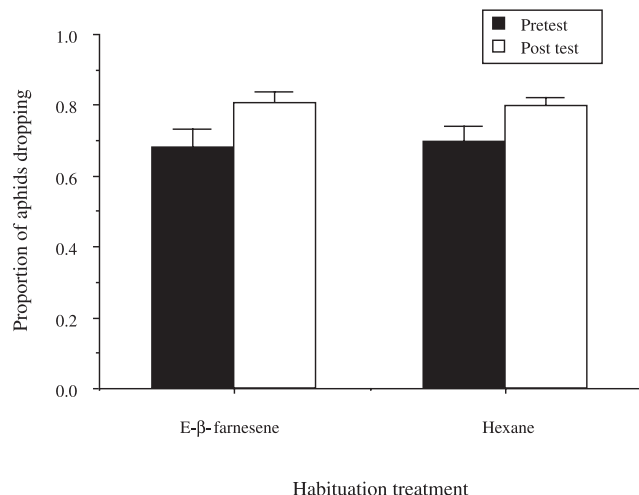 Pretest
Post test
Proportion of aphids dropping
1.0
0.8
0.6
0.4
0.2
0.0
E-β-farnesene
Hexane
Habituation treatment